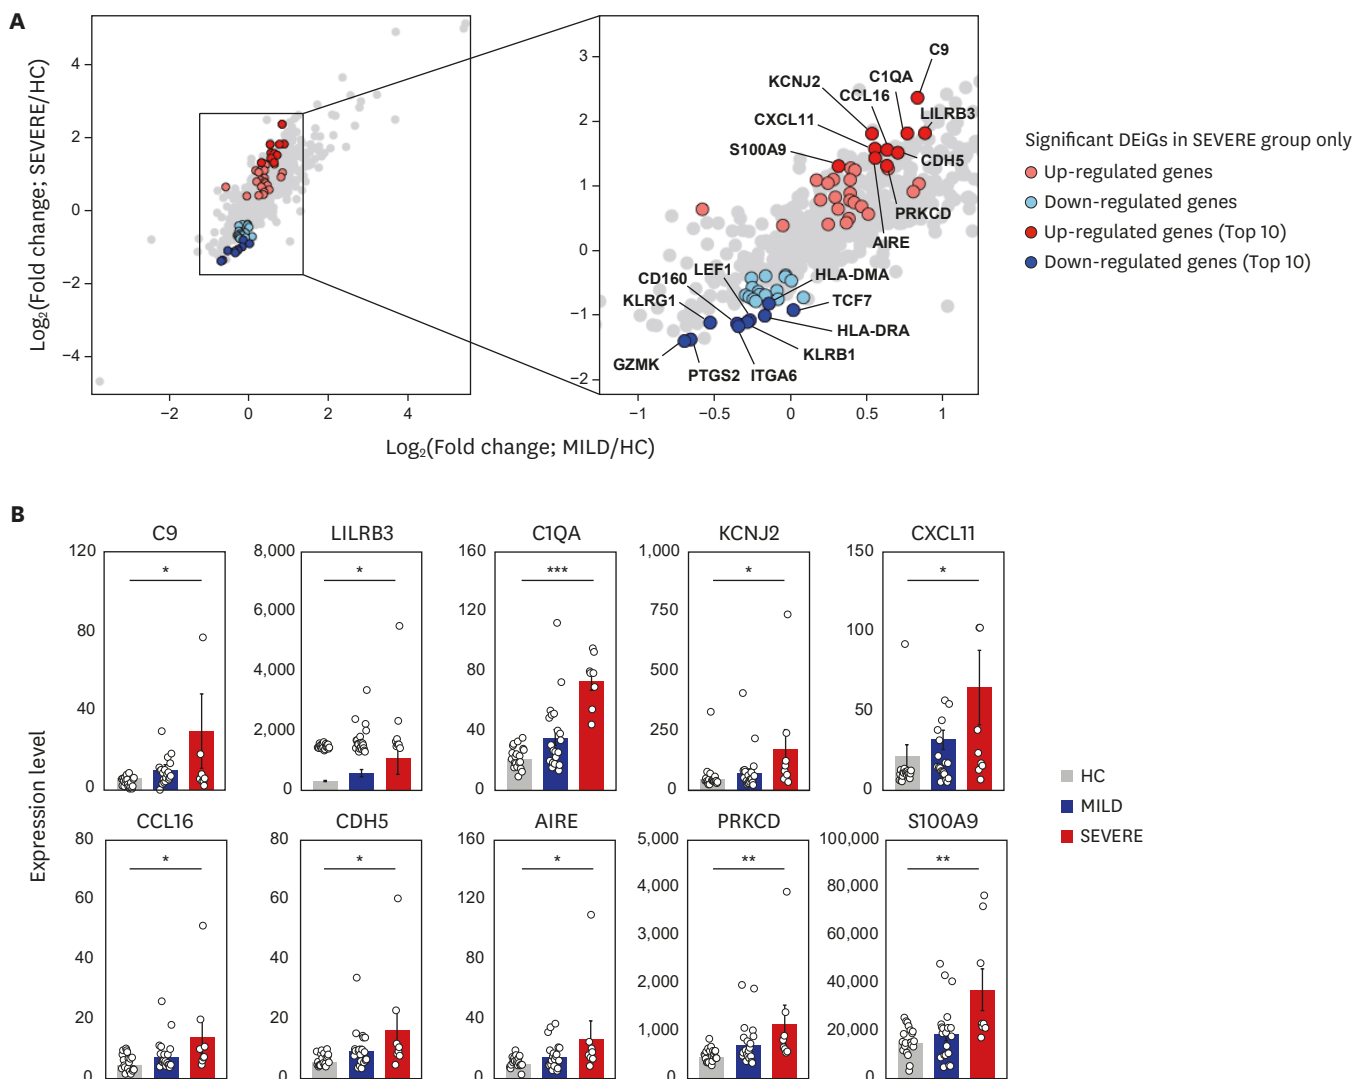 A
Log₂(Fold change; SEVERE/HC)
4
2
0
−2
−4
−2
0
2
4
3
2
1
0
−1
−2
−1
−0.5
0
0.5
1
Log₂(Fold change; MILD/HC)
C9
KCNJ2
C1QA
CCL16
LILRB3
CXCL11
S100A9
CDH5
PRKCD
AIRE
LEF1
HLA-DMA
CD160
KLRG1
TCF7
HLA-DRA
KLRB1
GZMK
PTGS2
ITGA6
Significant DEiGs in SEVERE group only
Up-regulated genes
Down-regulated genes
Up-regulated genes (Top 10)
Down-regulated genes (Top 10)
B
Expression level
C9
120
80
40
0
*
LILRB3
8,000
6,000
4,000
2,000
0
*
C1QA
160
120
80
40
0
***
KCNJ2
1,000
750
500
250
0
*
CXCL11
150
100
50
0
*
CCL16
80
60
40
20
0
*
CDH5
80
60
40
20
0
*
AIRE
160
120
80
40
0
*
PRKCD
5,000
4,000
3,000
2,000
1,000
0
**
S100A9
100,000
80,000
60,000
40,000
20,000
0
**
HC
MILD
SEVERE